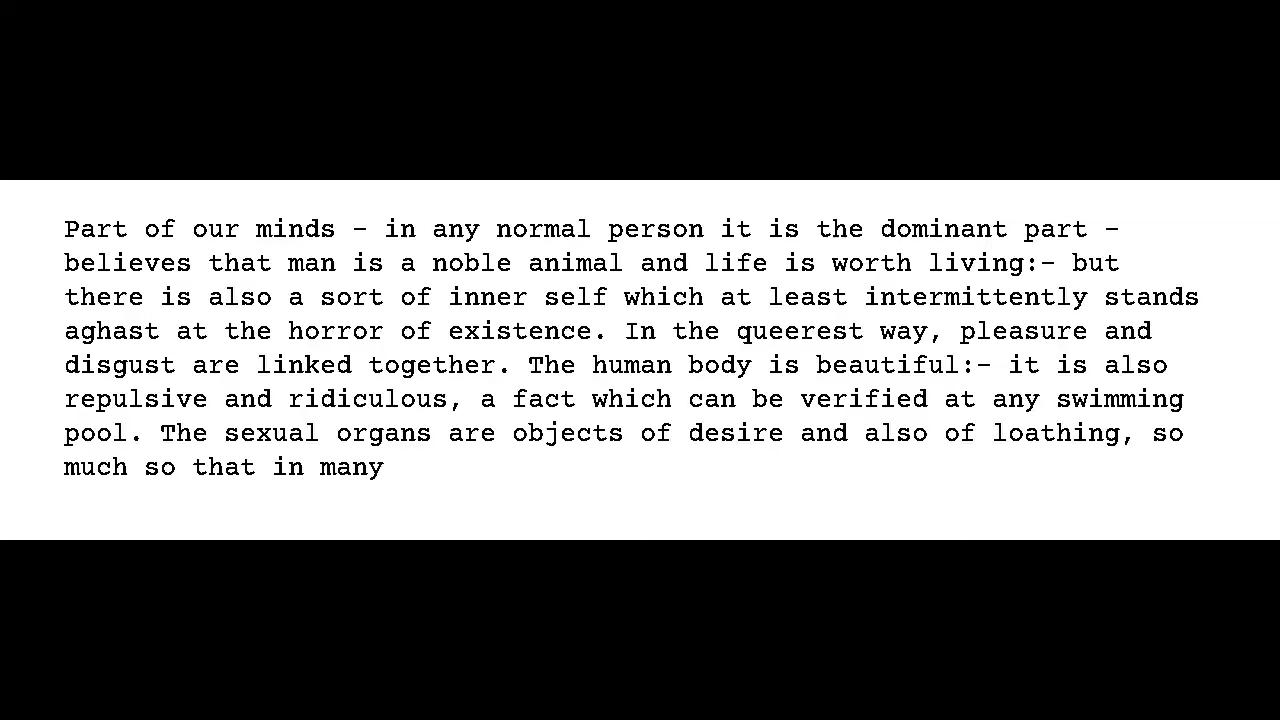 Part of our minds - in any normal person it is the dominant part -
believes that man is a noble animal and life is worth living:- but
there is also a sort of inner self which at least intermittently stands
aghast at the horror of existence. In the queerest way, pleasure and
disgust are linked together. The human body is beautiful:- it is also
repulsive and ridiculous, a fact which can be verified at any swimming
pool. The sexual organs are objects of desire and also of loathing, so
much so that in many